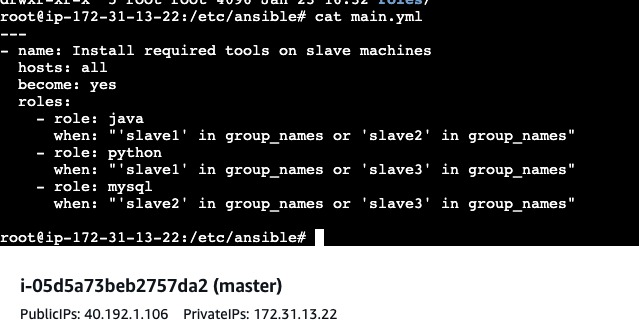 drwxr-xr-x 5 root root 4096 Jan 23 16:52 roles/
root@ip-172-31-13-22:/etc/ansible# cat main.yml
---
- name: Install required tools on slave machines
  hosts: all
  become: yes
  roles:
    - role: java
      when: "'slave1' in group_names or 'slave2' in group_names"
    - role: python
      when: "'slave1' in group_names or 'slave3' in group_names"
    - role: mysql
      when: "'slave2' in group_names or 'slave3' in group_names"
root@ip-172-31-13-22:/etc/ansible#
i-05d5a73beb2757da2 (master)
PublicIPs: 40.192.1.106 PrivateIPs: 172.31.13.22